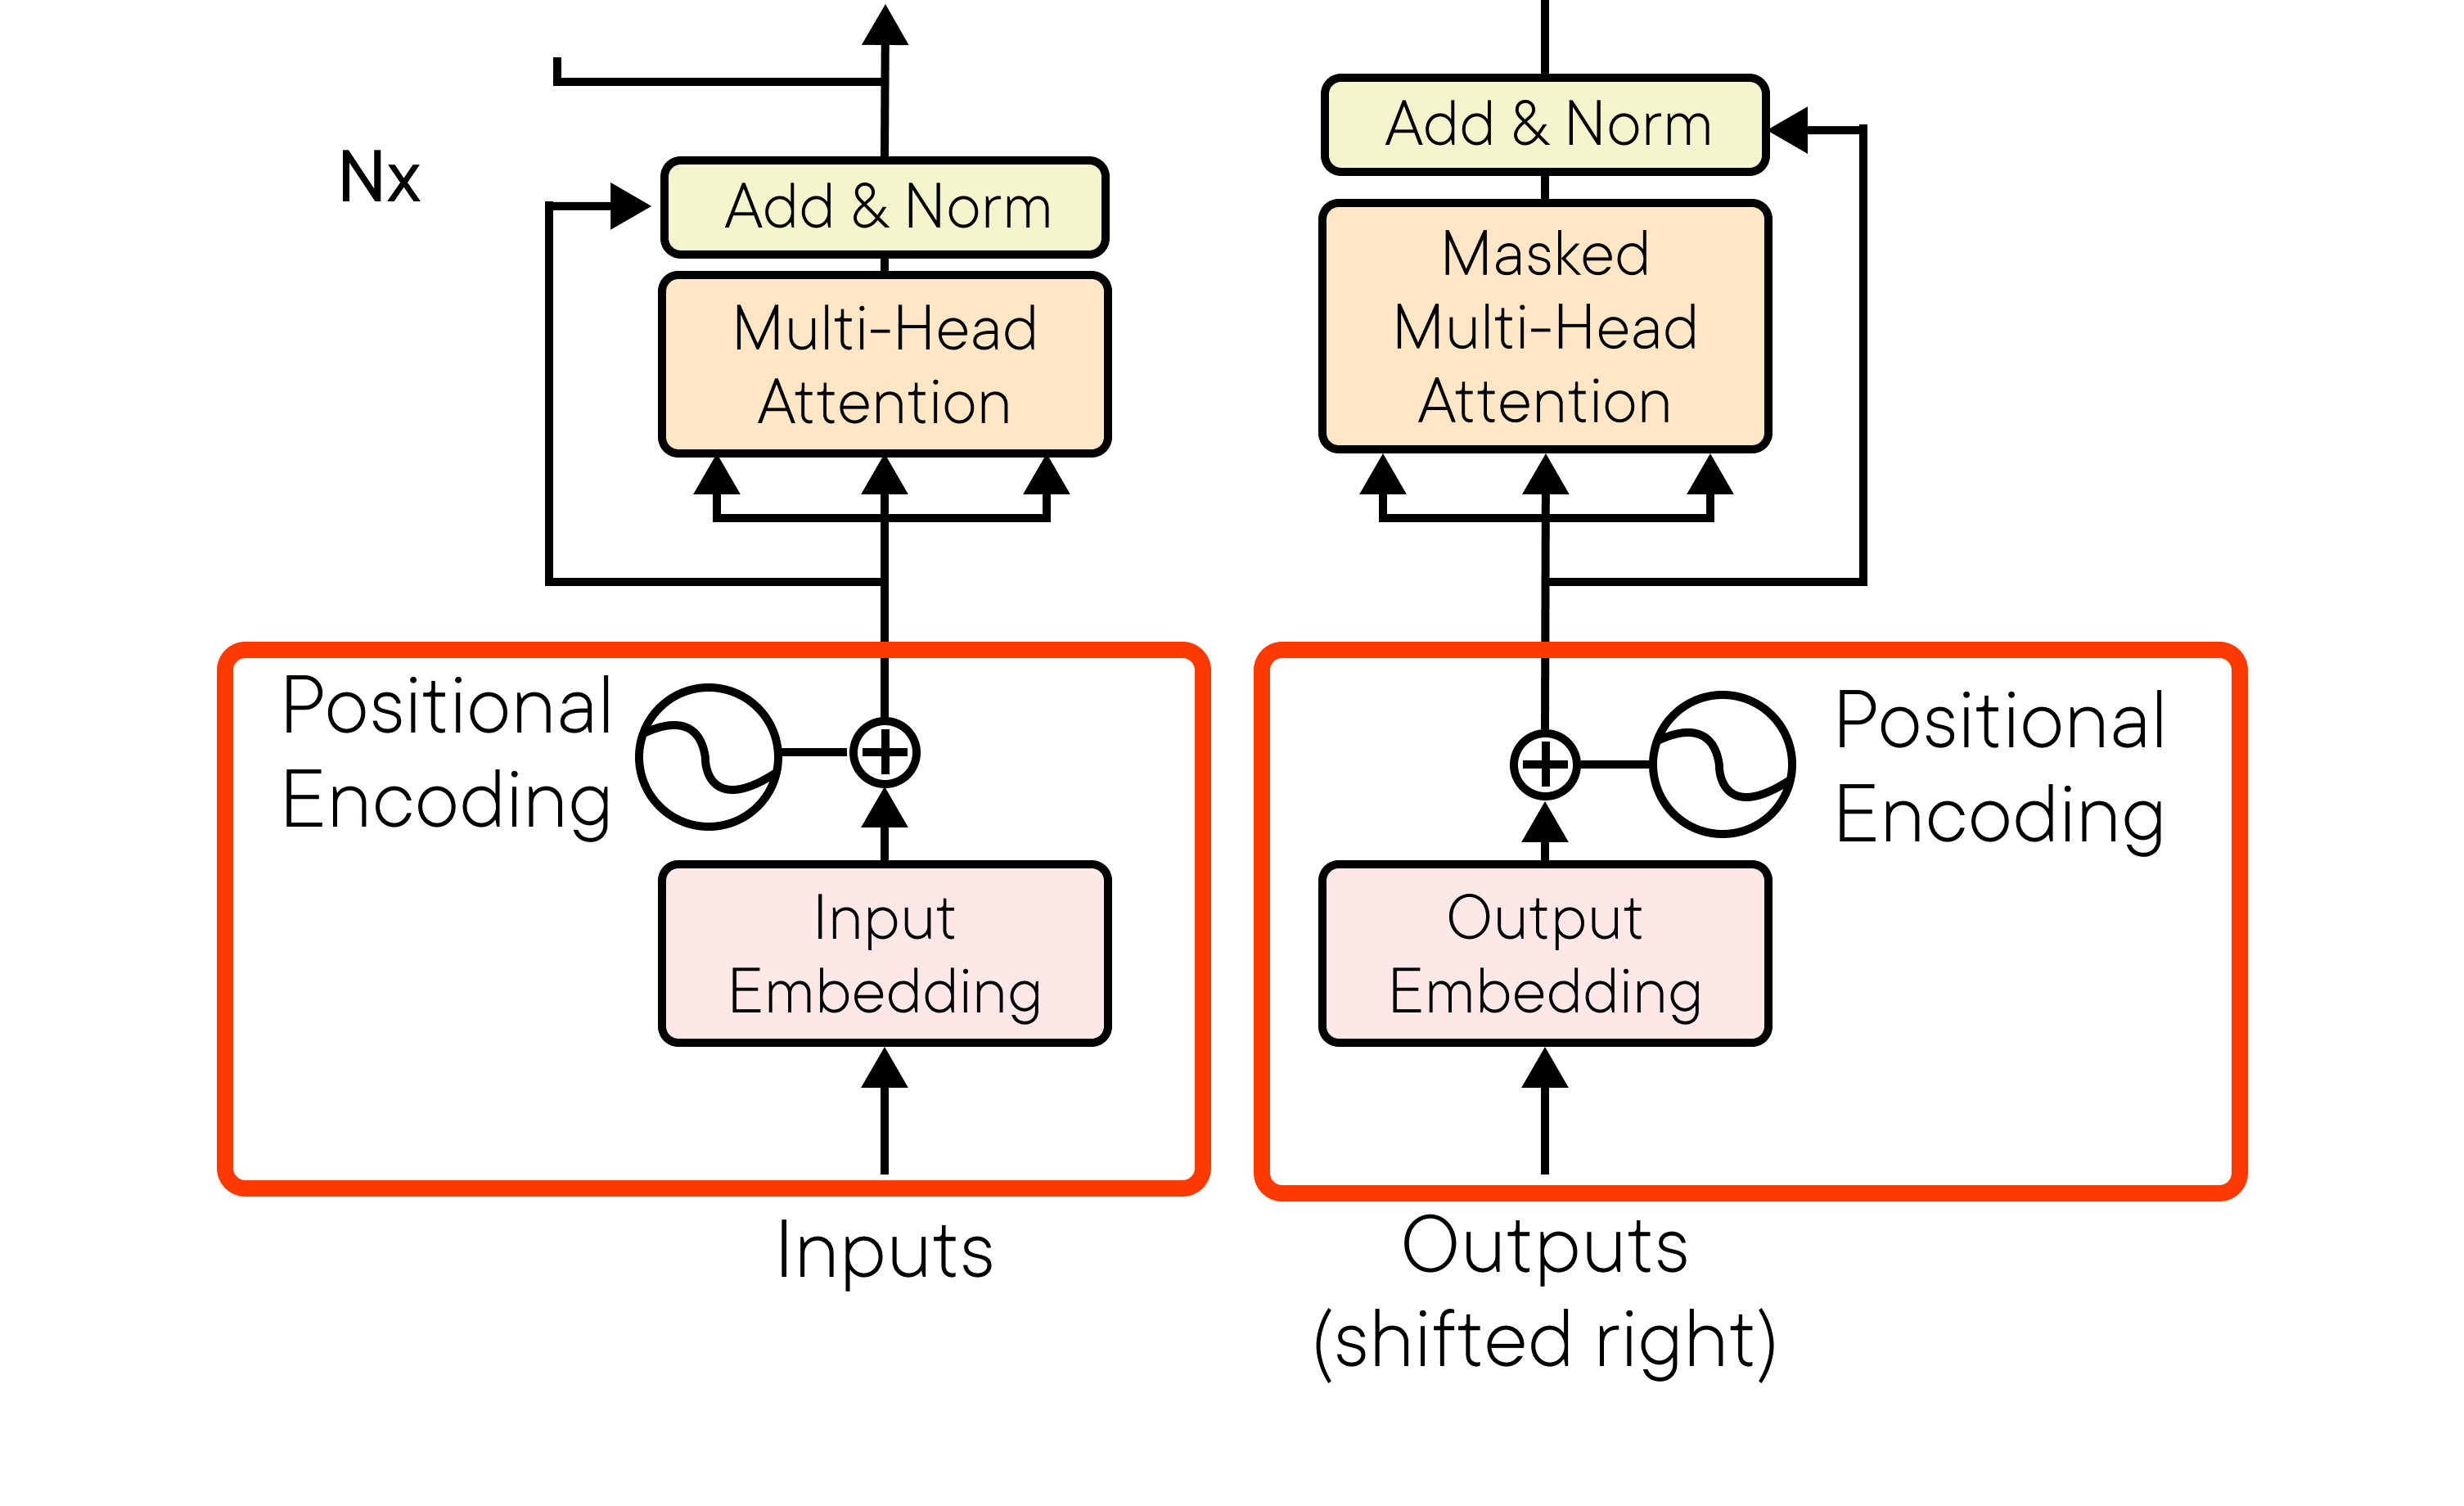 Nx
Add & Norm
Multi-Head
Attention
Positional
Encoding
Input
Embedding
Inputs
Add & Norm
Masked
Multi-Head
Attention
Positional
Encoding
Output
Embedding
Outputs
(shifted right)